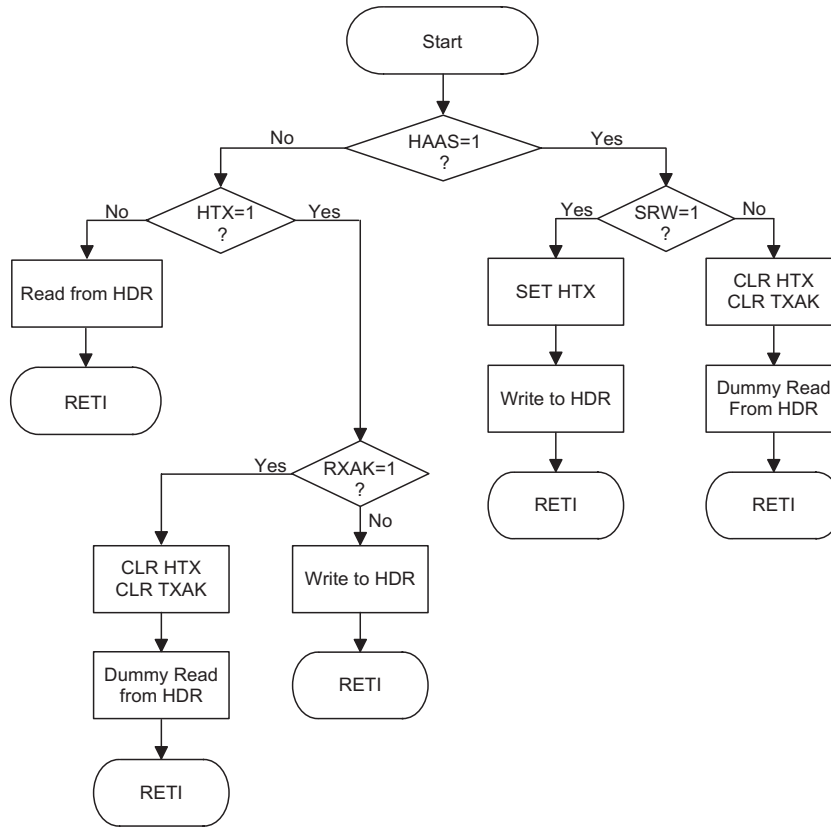 Start
HAAS=1
?
No
Yes
HTX=1
?
No
Yes
SRW=1
?
Yes
No
Read from HDR
SET HTX
CLR HTX
CLR TXAK
RETI
Write to HDR
Dummy Read
From HDR
RXAK=1
?
Yes
No
RETI
RETI
CLR HTX
CLR TXAK
Write to HDR
Dummy Read
from HDR
RETI
RETI